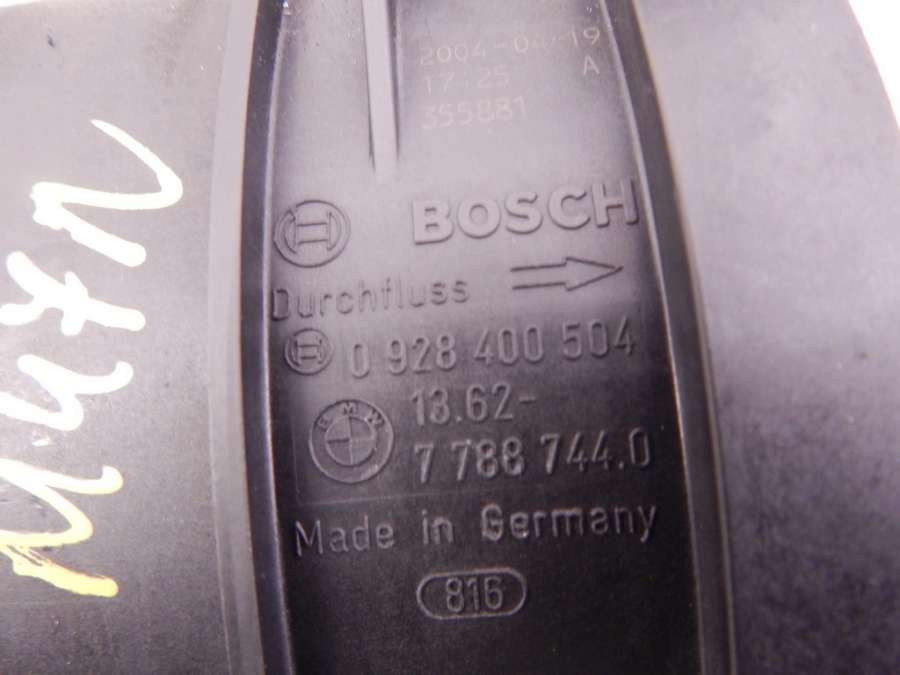 2004-04-19
17:25 A
355881
BOSCH
Durchfluss
0 928 400 504
BMW
13.62-
7 788 744.0
Made in Germany
816